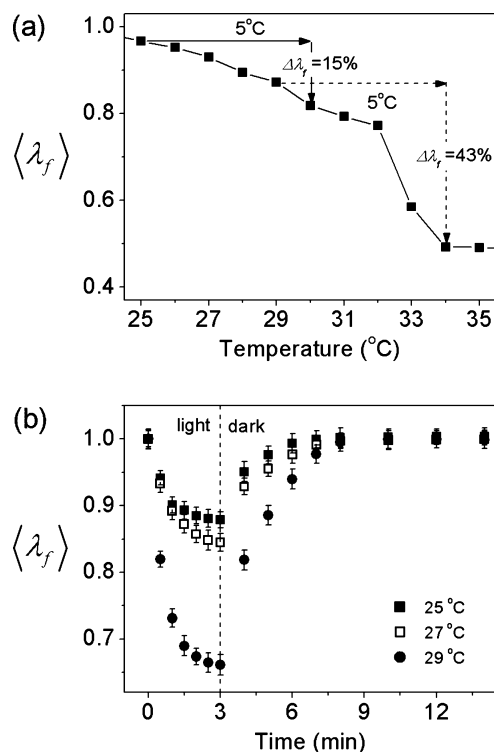 (a)
1.0
0.8
0.6
0.4
⟨λf⟩
5°C
Δλf =15%
5°C
Δλf =43%
25 27 29 31 33 35
Temperature (°C)
(b)
light dark
1.0
0.9
0.8
0.7
⟨λf⟩
25 °C
27 °C
29 °C
0 3 6 9 12
Time (min)